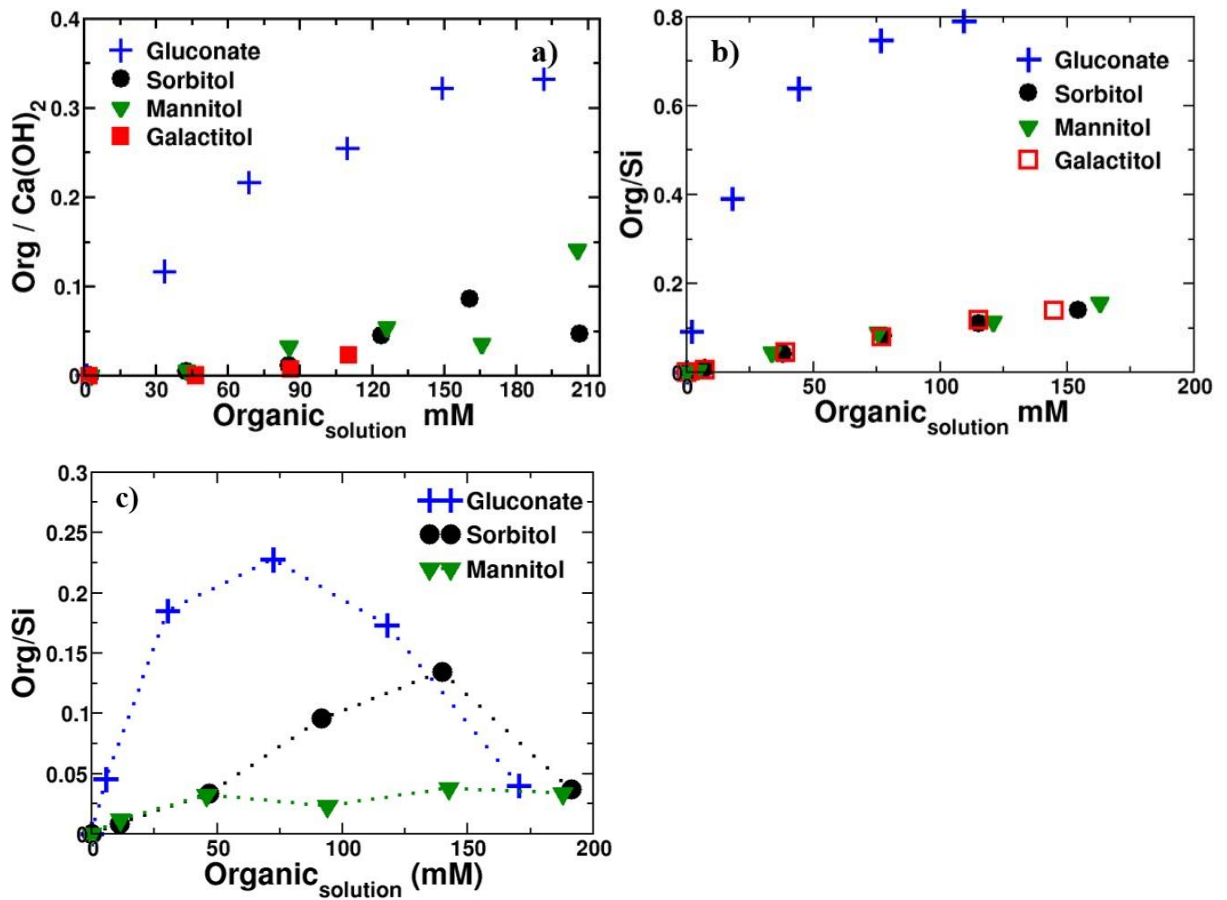 0.4
0.3
0.2
0.1
0
Org / Ca(OH)2
Gluconate
Sorbitol
Mannitol
Galactitol
a)
0 30 60 90 120 150 180 210
Organicsolution mM
0.8
0.6
0.4
0.2
0
Org/Si
b)
Gluconate
Sorbitol
Mannitol
Galactitol
0 50 100 150 200
Organicsolution mM
0.3
0.25
0.2
0.15
0.1
0.05
0
Org/Si
c)
Gluconate
Sorbitol
Mannitol
0 50 100 150 200
Organicsolution (mM)